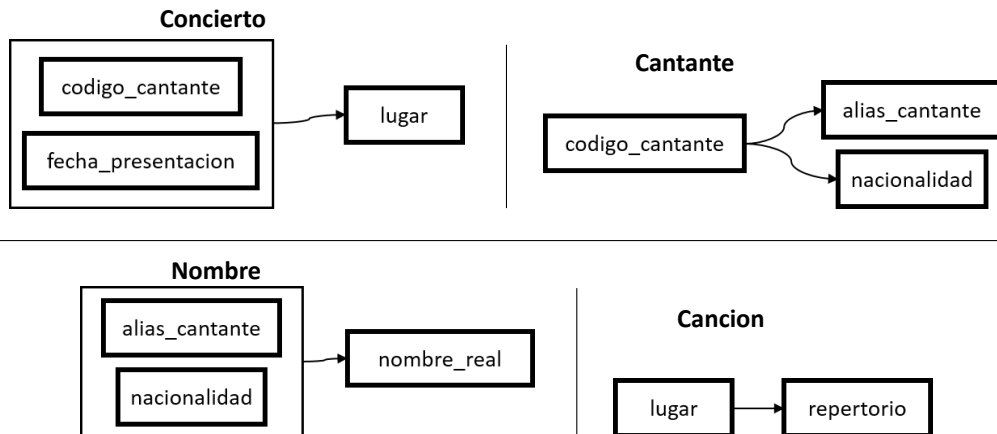 Concierto
codigo_cantante
fecha_presentacion
lugar
Cantante
codigo_cantante
alias_cantante
nacionalidad
Nombre
alias_cantante
nacionalidad
nombre_real
Cancion
lugar
repertorio